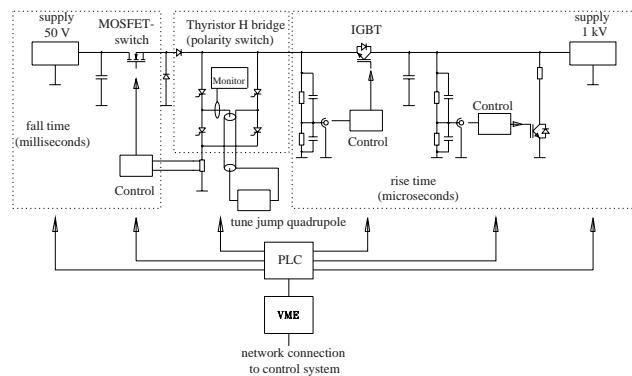 supply
50 V
MOSFET-
switch
Thyristor H bridge
(polarity switch)
IGBT
supply
1 kV
Monitor
Control
Control
fall time
(milliseconds)
Control
rise time
(microseconds)
tune jump quadrupole
PLC
VME
network connection
to control system